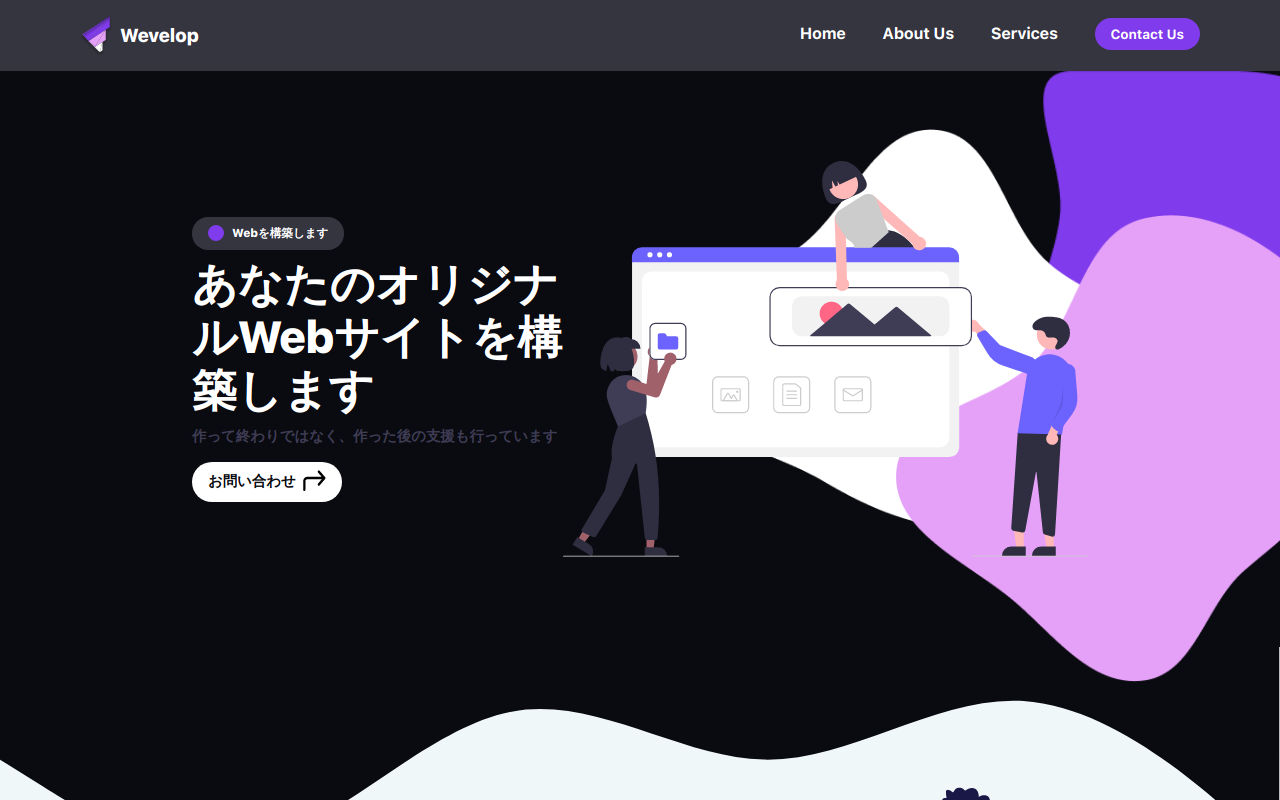 Wevelop
Home
About Us
Services
Contact Us
Webを構築します
あなたのオリジナ
ルWebサイトを構
築します
作って終わりではなく、作った後の支援も行っています
お問い合わせ